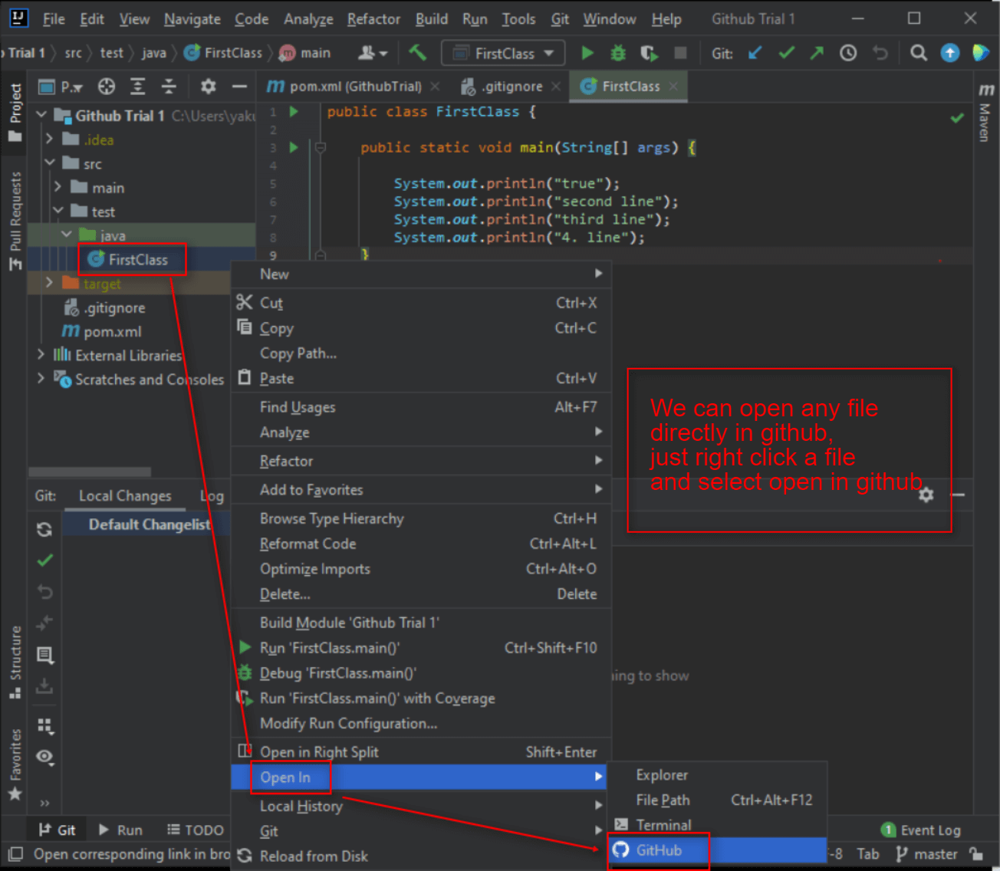 File Edit View Navigate Code Analyze Refactor Build Run Tools Git Window Help Github Trial 1
Trial 1 src test java FirstClass main FirstClass Git:
P.. pom.xml (GithubTrial) .gitignore FirstClass
Project
Pull Requests
Structure
Favorites
Maven
Github Trial 1 C:\Users\yaku
.idea
src
main
test
java
FirstClass
target
.gitignore
pom.xml
External Libraries
Scratches and Consoles
1 public class FirstClass {
2
3 public static void main(String[] args) {
4
5 System.out.println("true");
6 System.out.println("second line");
7 System.out.println("third line");
8 System.out.println("4. line");
9 }
New
Cut Ctrl+X
Copy Ctrl+C
Copy Path...
Paste Ctrl+V
Find Usages Alt+F7
Analyze
Refactor
Add to Favorites
Browse Type Hierarchy Ctrl+H
Reformat Code Ctrl+Alt+L
Optimize Imports Ctrl+Alt+O
Delete... Delete
Build Module 'Github Trial 1'
Run 'FirstClass.main()' Ctrl+Shift+F10
Debug 'FirstClass.main()'
Run 'FirstClass.main()' with Coverage
Modify Run Configuration...
Open in Right Split Shift+Enter
Open In
Local History
Git
Reload from Disk
Explorer
File Path Ctrl+Alt+F12
Terminal
GitHub
We can open any file
directly in github,
just right click a file
and select open in github
Git: Local Changes Log
Default Changelist
ing to show
Git Run TODO Event Log
Open corresponding link in bro -8 Tab master